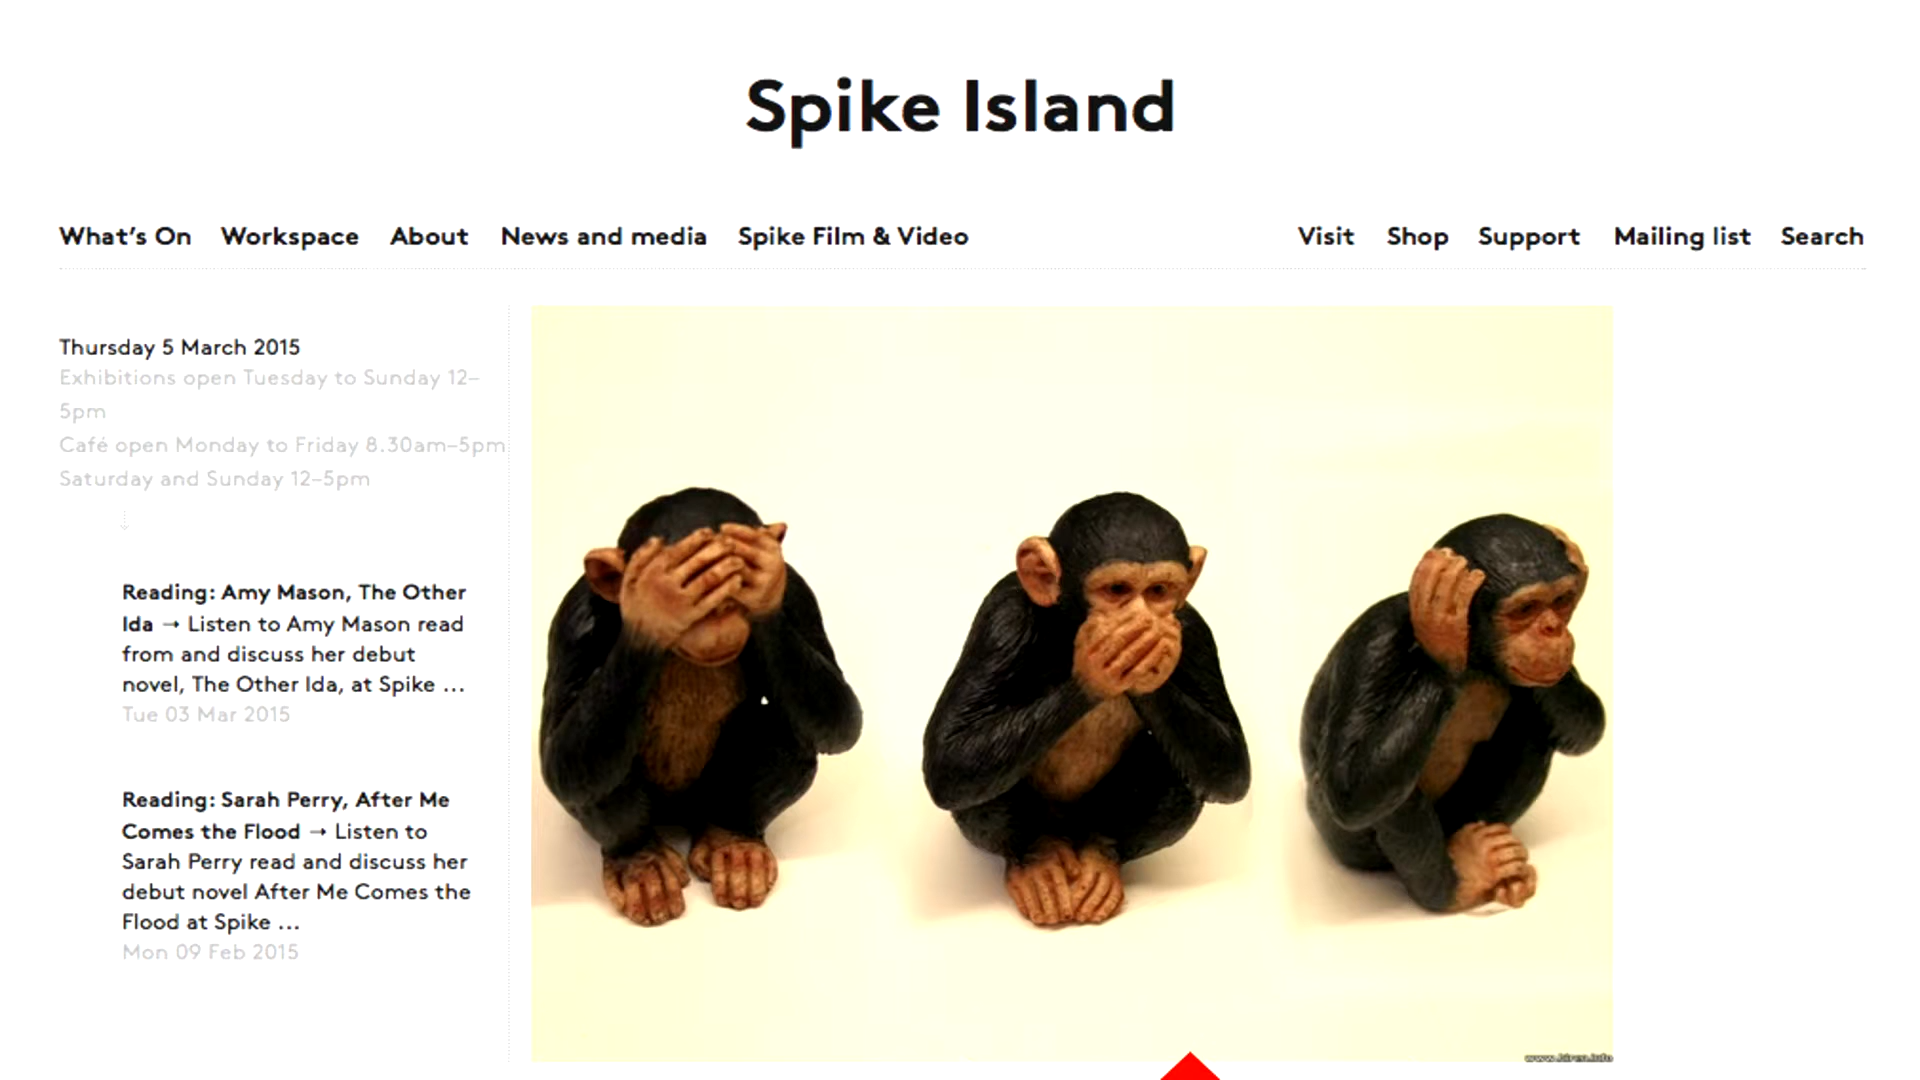 Spike Island
What's On Workspace About News and media Spike Film & Video Visit Shop Support Mailing list Search
Thursday 5 March 2015
Exhibitions open Tuesday to Sunday 12–
5pm
Café open Monday to Friday 8.30am–5pm
Saturday and Sunday 12–5pm
↓
Reading: Amy Mason, The Other
Ida → Listen to Amy Mason read
from and discuss her debut
novel, The Other Ida, at Spike ...
Tue 03 Mar 2015
Reading: Sarah Perry, After Me
Comes the Flood → Listen to
Sarah Perry read and discuss her
debut novel After Me Comes the
Flood at Spike ...
Mon 09 Feb 2015